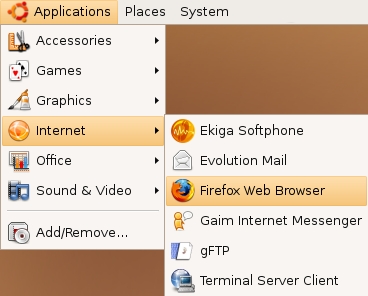 Applications Places System
Accessories
Games
Graphics
Internet
Office
Sound & Video
Add/Remove...
Ekiga Softphone
Evolution Mail
Firefox Web Browser
Gaim Internet Messenger
gFTP
Terminal Server Client